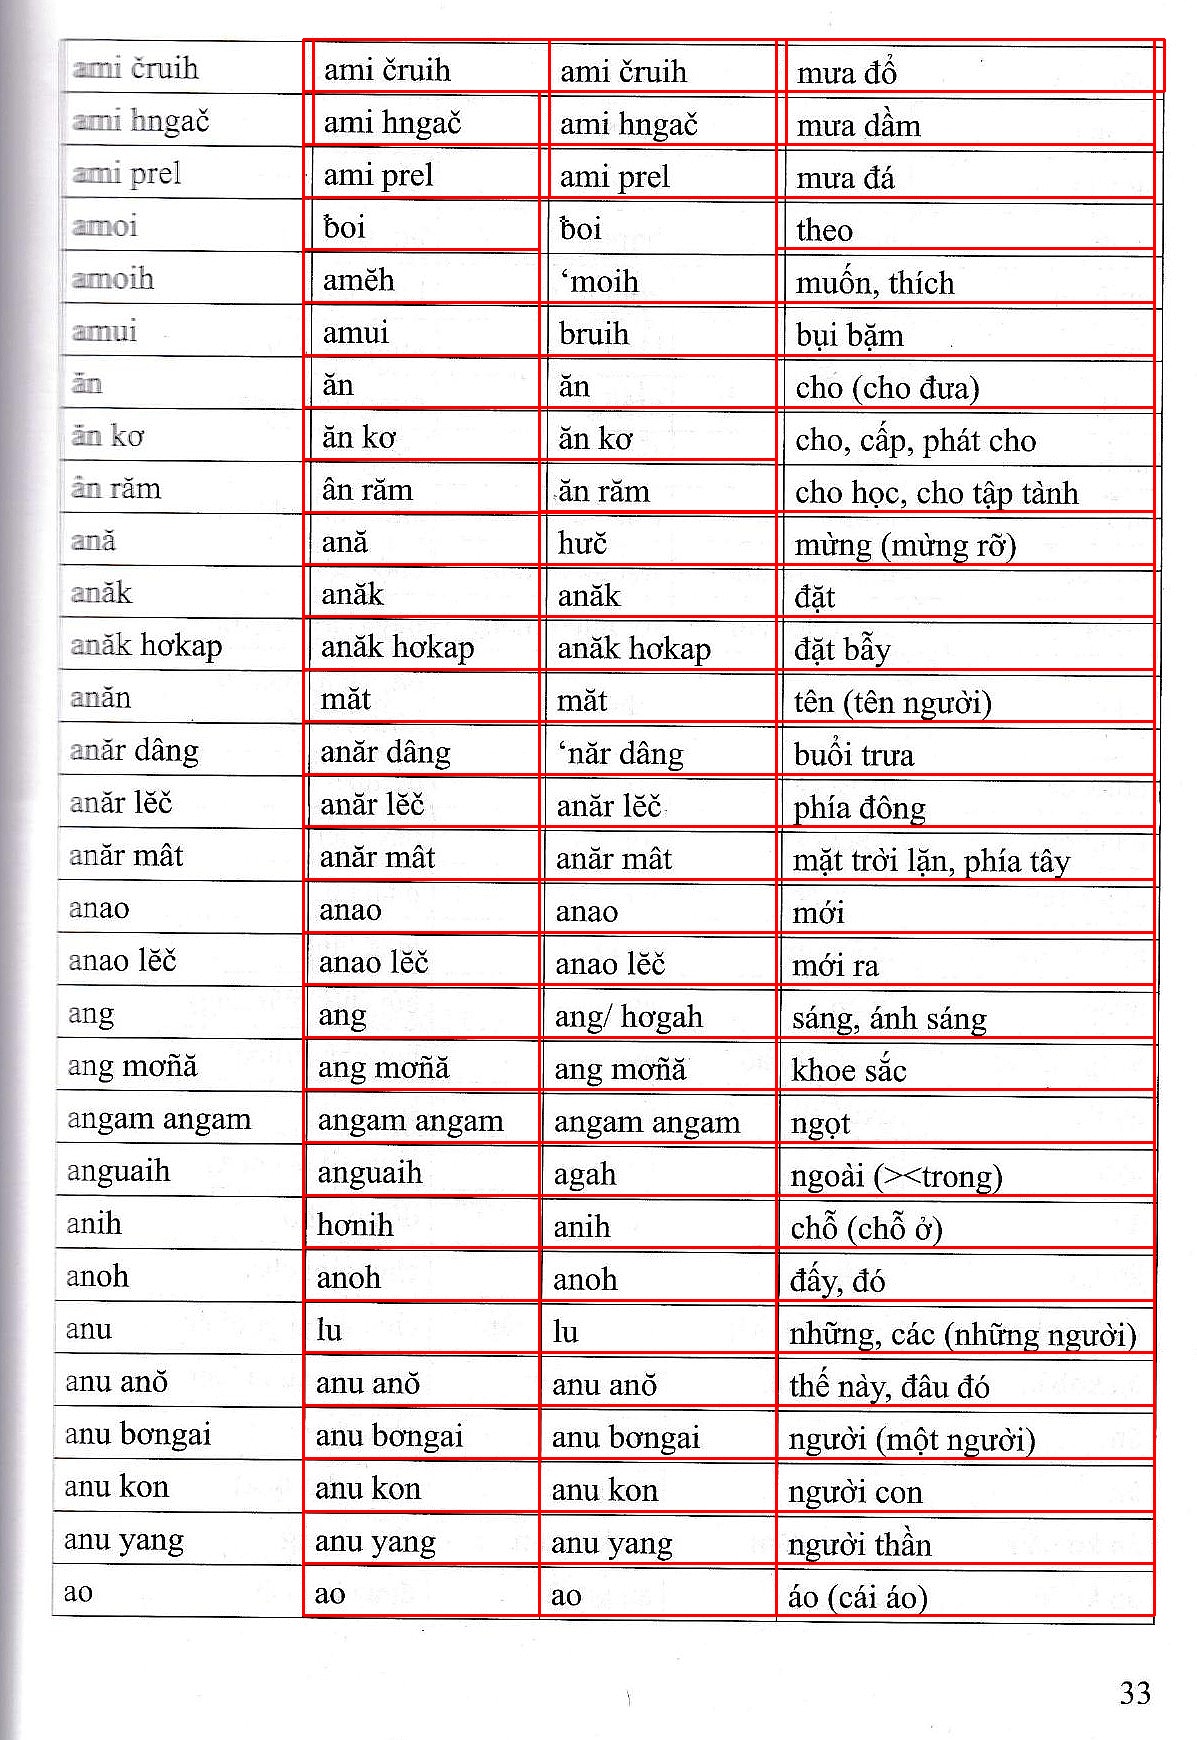 ami čruih ami čruih ami čruih mưa đổ
ami hngač ami hngač ami hngač mưa dầm
ami prel ami prel ami prel mưa đá
amoi ƀoi ƀoi theo
amoih amĕh ‘moih muốn, thích
amui amui bruih bụi bặm
ăn ăn ăn cho (cho đưa)
ăn kơ ăn kơ ăn kơ cho, cấp, phát cho
ân răm ân răm ăn răm cho học, cho tập tành
ană ană hưč mừng (mừng rỡ)
anăk anăk anăk đặt
anăk hơkap anăk hơkap anăk hơkap đặt bẫy
anăn măt măt tên (tên người)
anăr dâng anăr dâng ‘năr dâng buổi trưa
anăr lĕč anăr lĕč anăr lĕč phía đông
anăr mât anăr mât anăr mât mặt trời lặn, phía tây
anao anao anao mới
anao lĕč anao lĕč anao lĕč mới ra
ang ang ang/ hơgah sáng, ánh sáng
ang mơñă ang mơñă ang mơñă khoe sắc
angam angam angam angam angam angam ngọt
anguaih anguaih agah ngoài (><trong)
anih hơnih anih chỗ (chỗ ở)
anoh anoh anoh đấy, đó
anu lu lu những, các (những người)
anu anŏ anu anŏ anu anŏ thế này, đâu đó
anu bơngai anu bơngai anu bơngai người (một người)
anu kon anu kon anu kon người con
anu yang anu yang anu yang người thần
ao ao ao áo (cái áo)
33